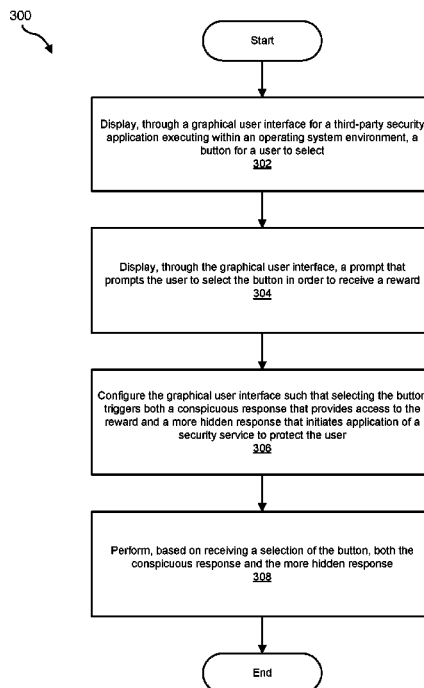 300
Start
Display, through a graphical user interface for a third-party security
application executing within an operating system environment, a
button for a user to select
302
Display, through the graphical user interface, a prompt that
prompts the user to select the button in order to receive a reward
304
Configure the graphical user interface such that selecting the button
triggers both a conspicuous response that provides access to the
reward and a more hidden response that initiates application of a
security service to protect the user
306
Perform, based on receiving a selection of the button, both the
conspicuous response and the more hidden response
308
End